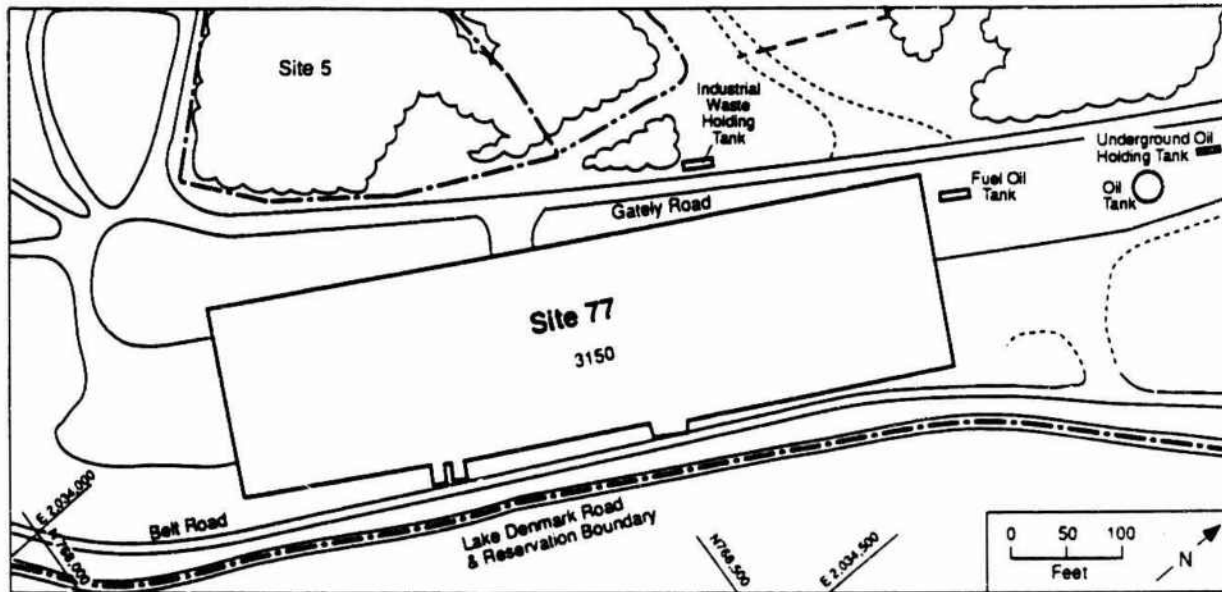 Site 5
Industrial
Waste
Holding
Tank
Underground Oil
Holding Tank
Fuel Oil
Tank
Oil
Tank
Gately Road
Site 77
3150
Belt Road
Lake Denmark Road
& Reservation Boundary
E 2,034,000
N 768,000
N768,500
E 2,034,500
0 50 100
Feet
N